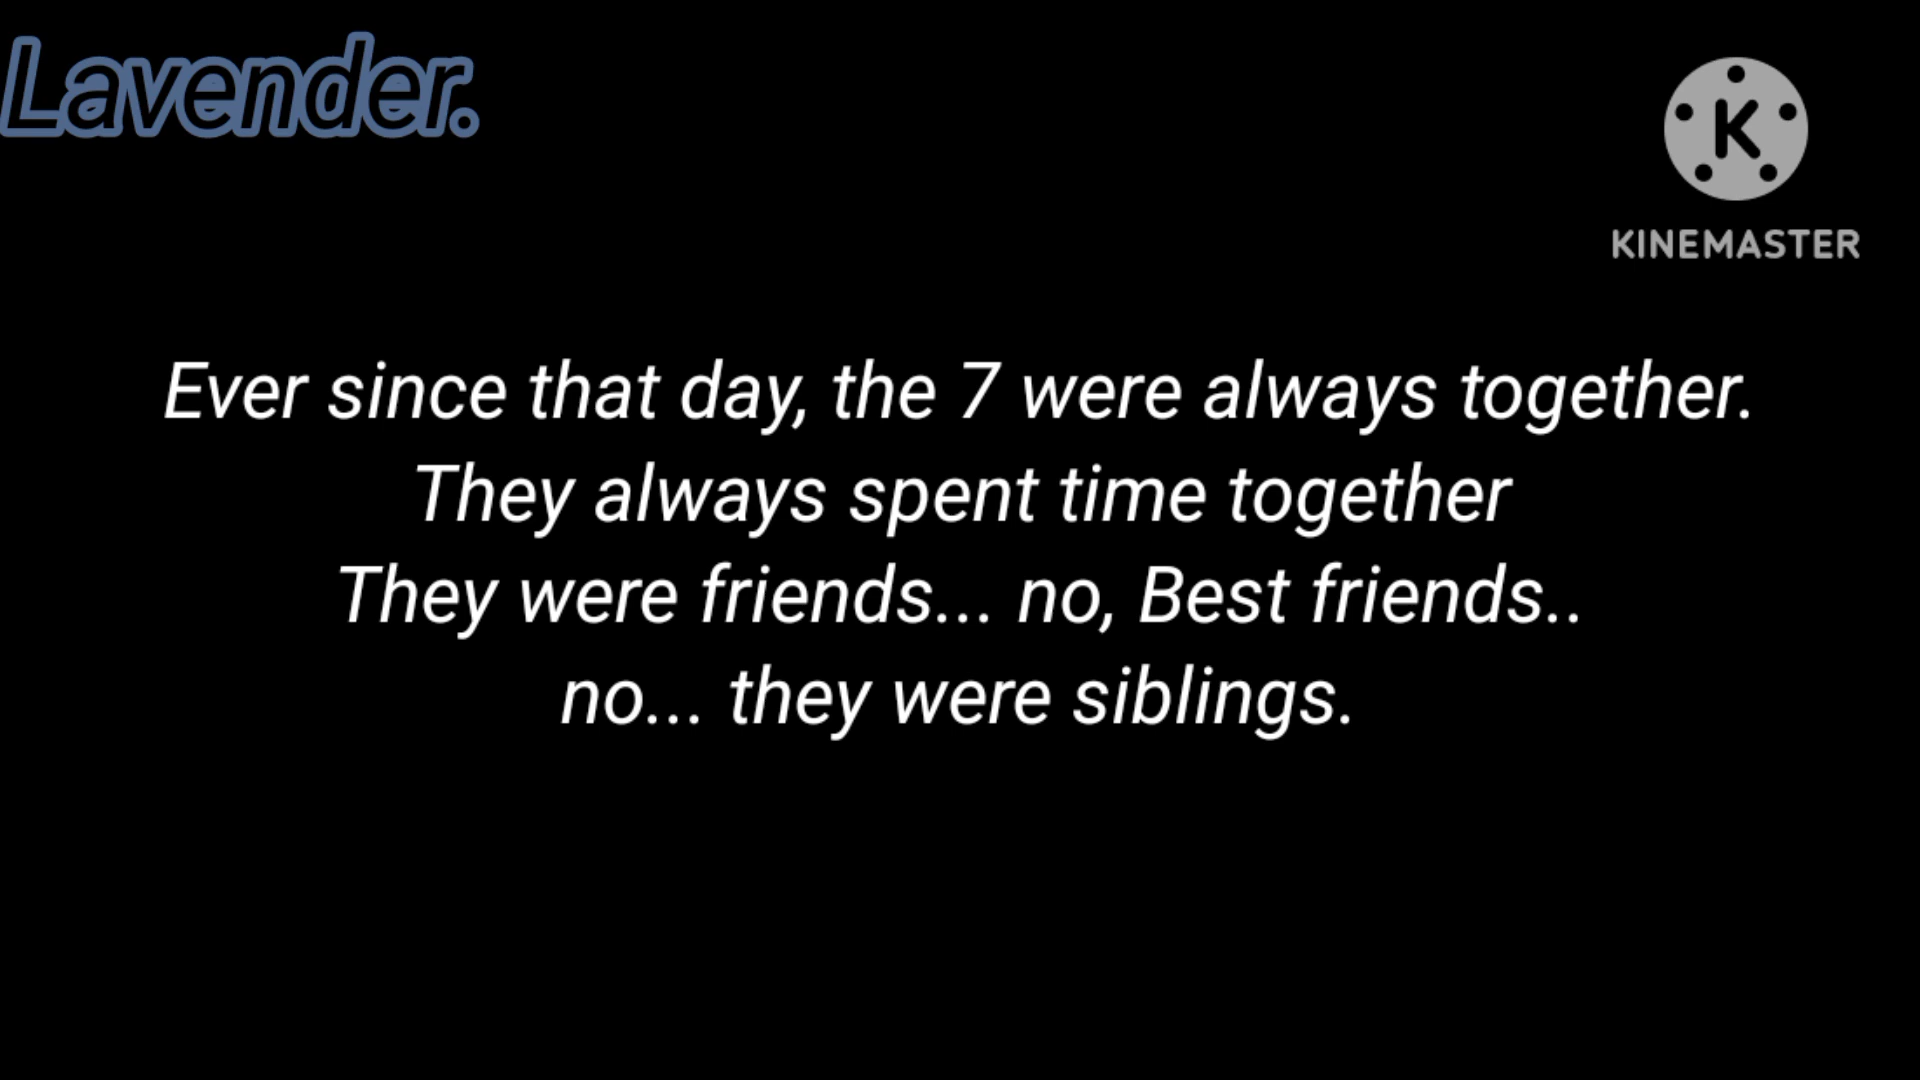 Lavender.
K
KINEMASTER
Ever since that day, the 7 were always together.
They always spent time together
They were friends... no, Best friends..
no... they were siblings.